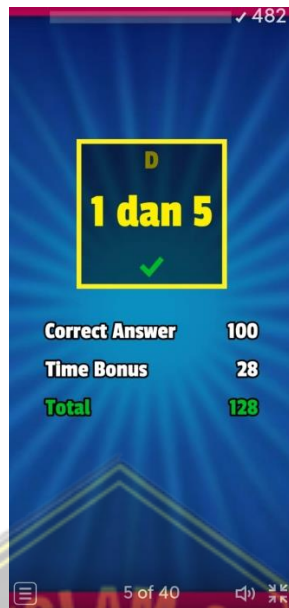 ✓ 482
D
1 dan 5
✓
Correct Answer 100
Time Bonus 28
Total 128
5 of 40